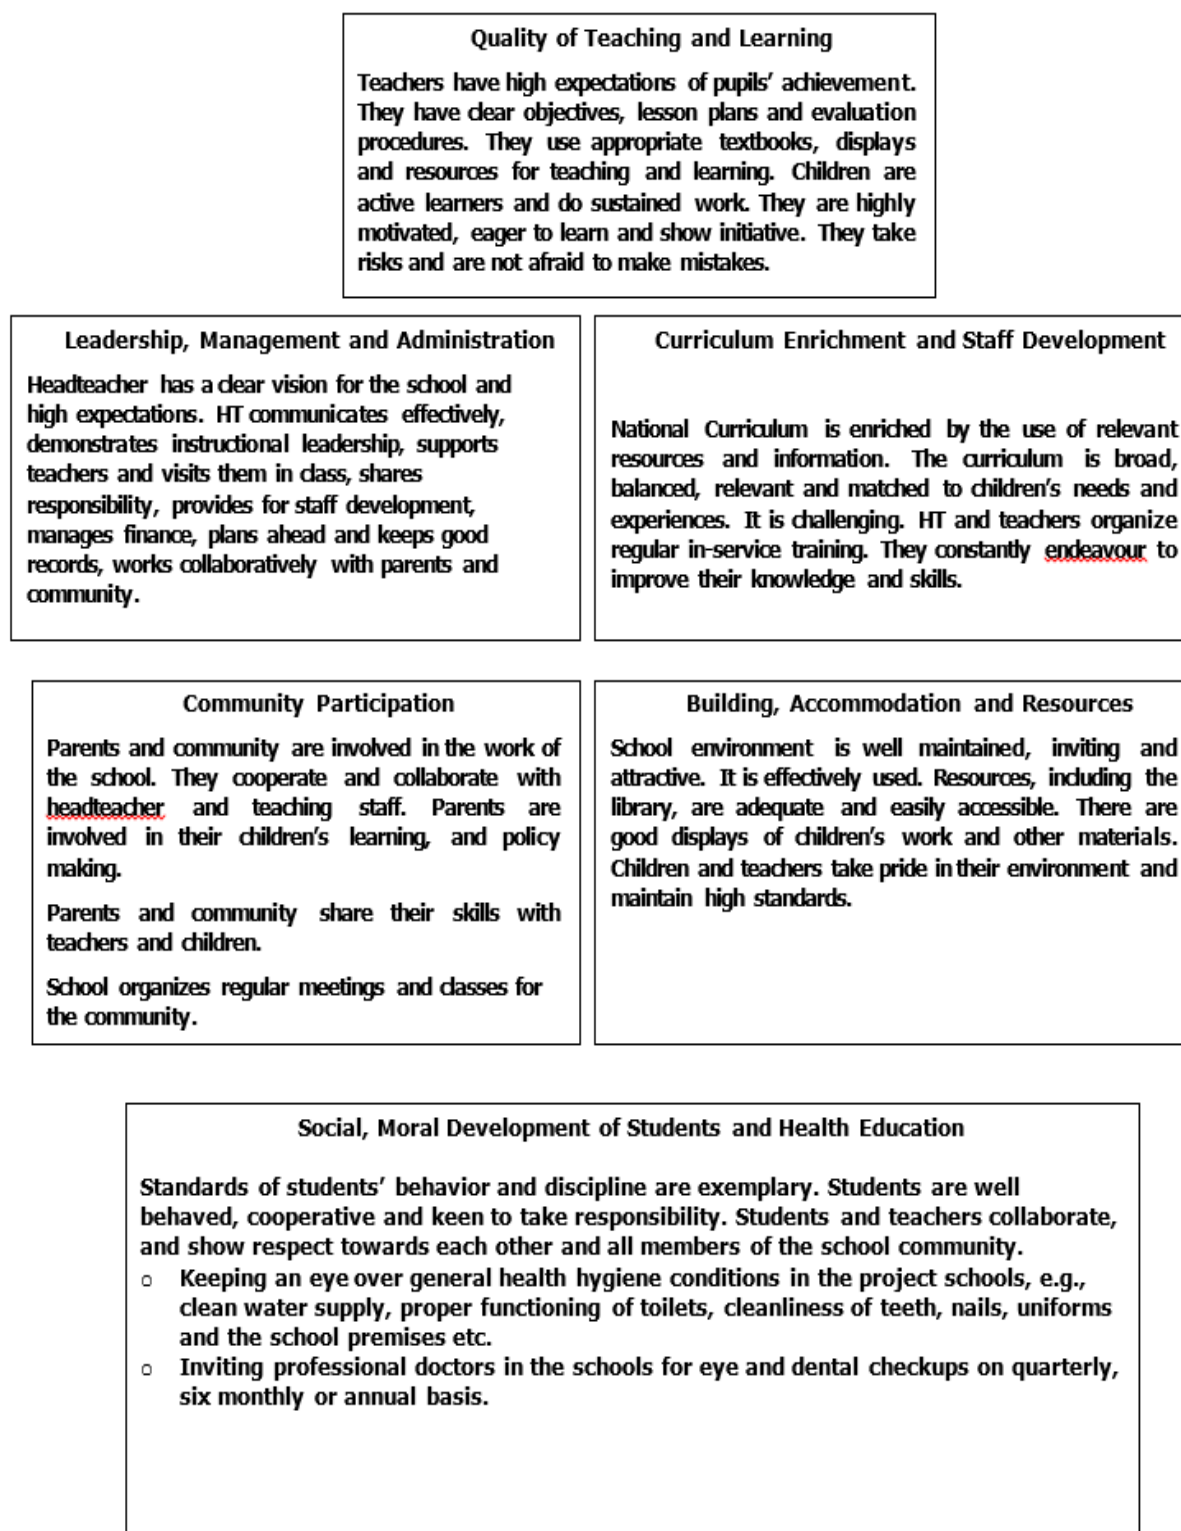 Quality of Teaching and Learning
Teachers have high expectations of pupils’ achievement.
They have clear objectives, lesson plans and evaluation
procedures. They use appropriate textbooks, displays
and resources for teaching and learning. Children are
active learners and do sustained work. They are highly
motivated, eager to learn and show initiative. They take
risks and are not afraid to make mistakes.
Leadership, Management and Administration
Headteacher has a clear vision for the school and
high expectations. HT communicates effectively,
demonstrates instructional leadership, supports
teachers and visits them in class, shares
responsibility, provides for staff development,
manages finance, plans ahead and keeps good
records, works collaboratively with parents and
community.
Curriculum Enrichment and Staff Development
National Curriculum is enriched by the use of relevant
resources and information. The curriculum is broad,
balanced, relevant and matched to children’s needs and
experiences. It is challenging. HT and teachers organize
regular in-service training. They constantly endeavour to
improve their knowledge and skills.
Community Participation
Parents and community are involved in the work of
the school. They cooperate and collaborate with
headteacher and teaching staff. Parents are
involved in their children’s learning, and policy
making.
Parents and community share their skills with
teachers and children.
School organizes regular meetings and classes for
the community.
Building, Accommodation and Resources
School environment is well maintained, inviting and
attractive. It is effectively used. Resources, including the
library, are adequate and easily accessible. There are
good displays of children’s work and other materials.
Children and teachers take pride in their environment and
maintain high standards.
Social, Moral Development of Students and Health Education
Standards of students’ behavior and discipline are exemplary. Students are well
behaved, cooperative and keen to take responsibility. Students and teachers collaborate,
and show respect towards each other and all members of the school community.
o Keeping an eye over general health hygiene conditions in the project schools, e.g.,
clean water supply, proper functioning of toilets, cleanliness of teeth, nails, uniforms
and the school premises etc.
o Inviting professional doctors in the schools for eye and dental checkups on quarterly,
six monthly or annual basis.